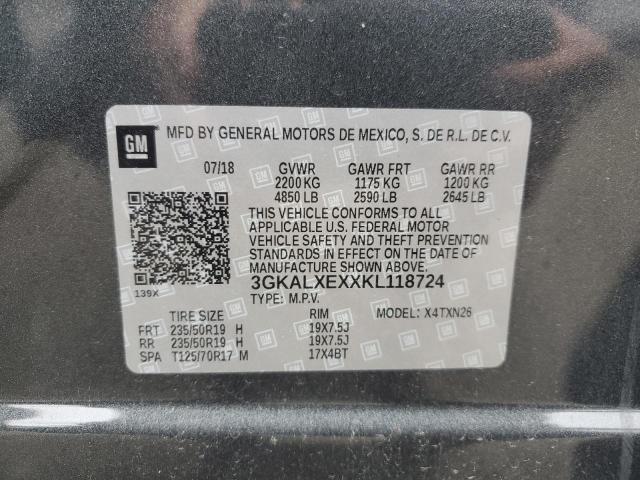 GM MFD BY GENERAL MOTORS DE MEXICO, S. DE R.L. DE C.V.
07/18 GVWR GAWR FRT GAWR RR
2200 KG 1175 KG 1200 KG
4850 LB 2590 LB 2645 LB
THIS VEHICLE CONFORMS TO ALL
APPLICABLE U.S. FEDERAL MOTOR
VEHICLE SAFETY AND THEFT PREVENTION
STANDARDS IN EFFECT ON THE DATE OF
MANUFACTURE SHOWN ABOVE.
139X
3GKALXEXXKL118724
TYPE: M.P.V. MODEL: X4TXN26
TIRE SIZE RIM
FRT 235/50R19 H 19X7.5J
RR 235/50R19 H 19X7.5J
SPA T125/70R17 M 17X4BT